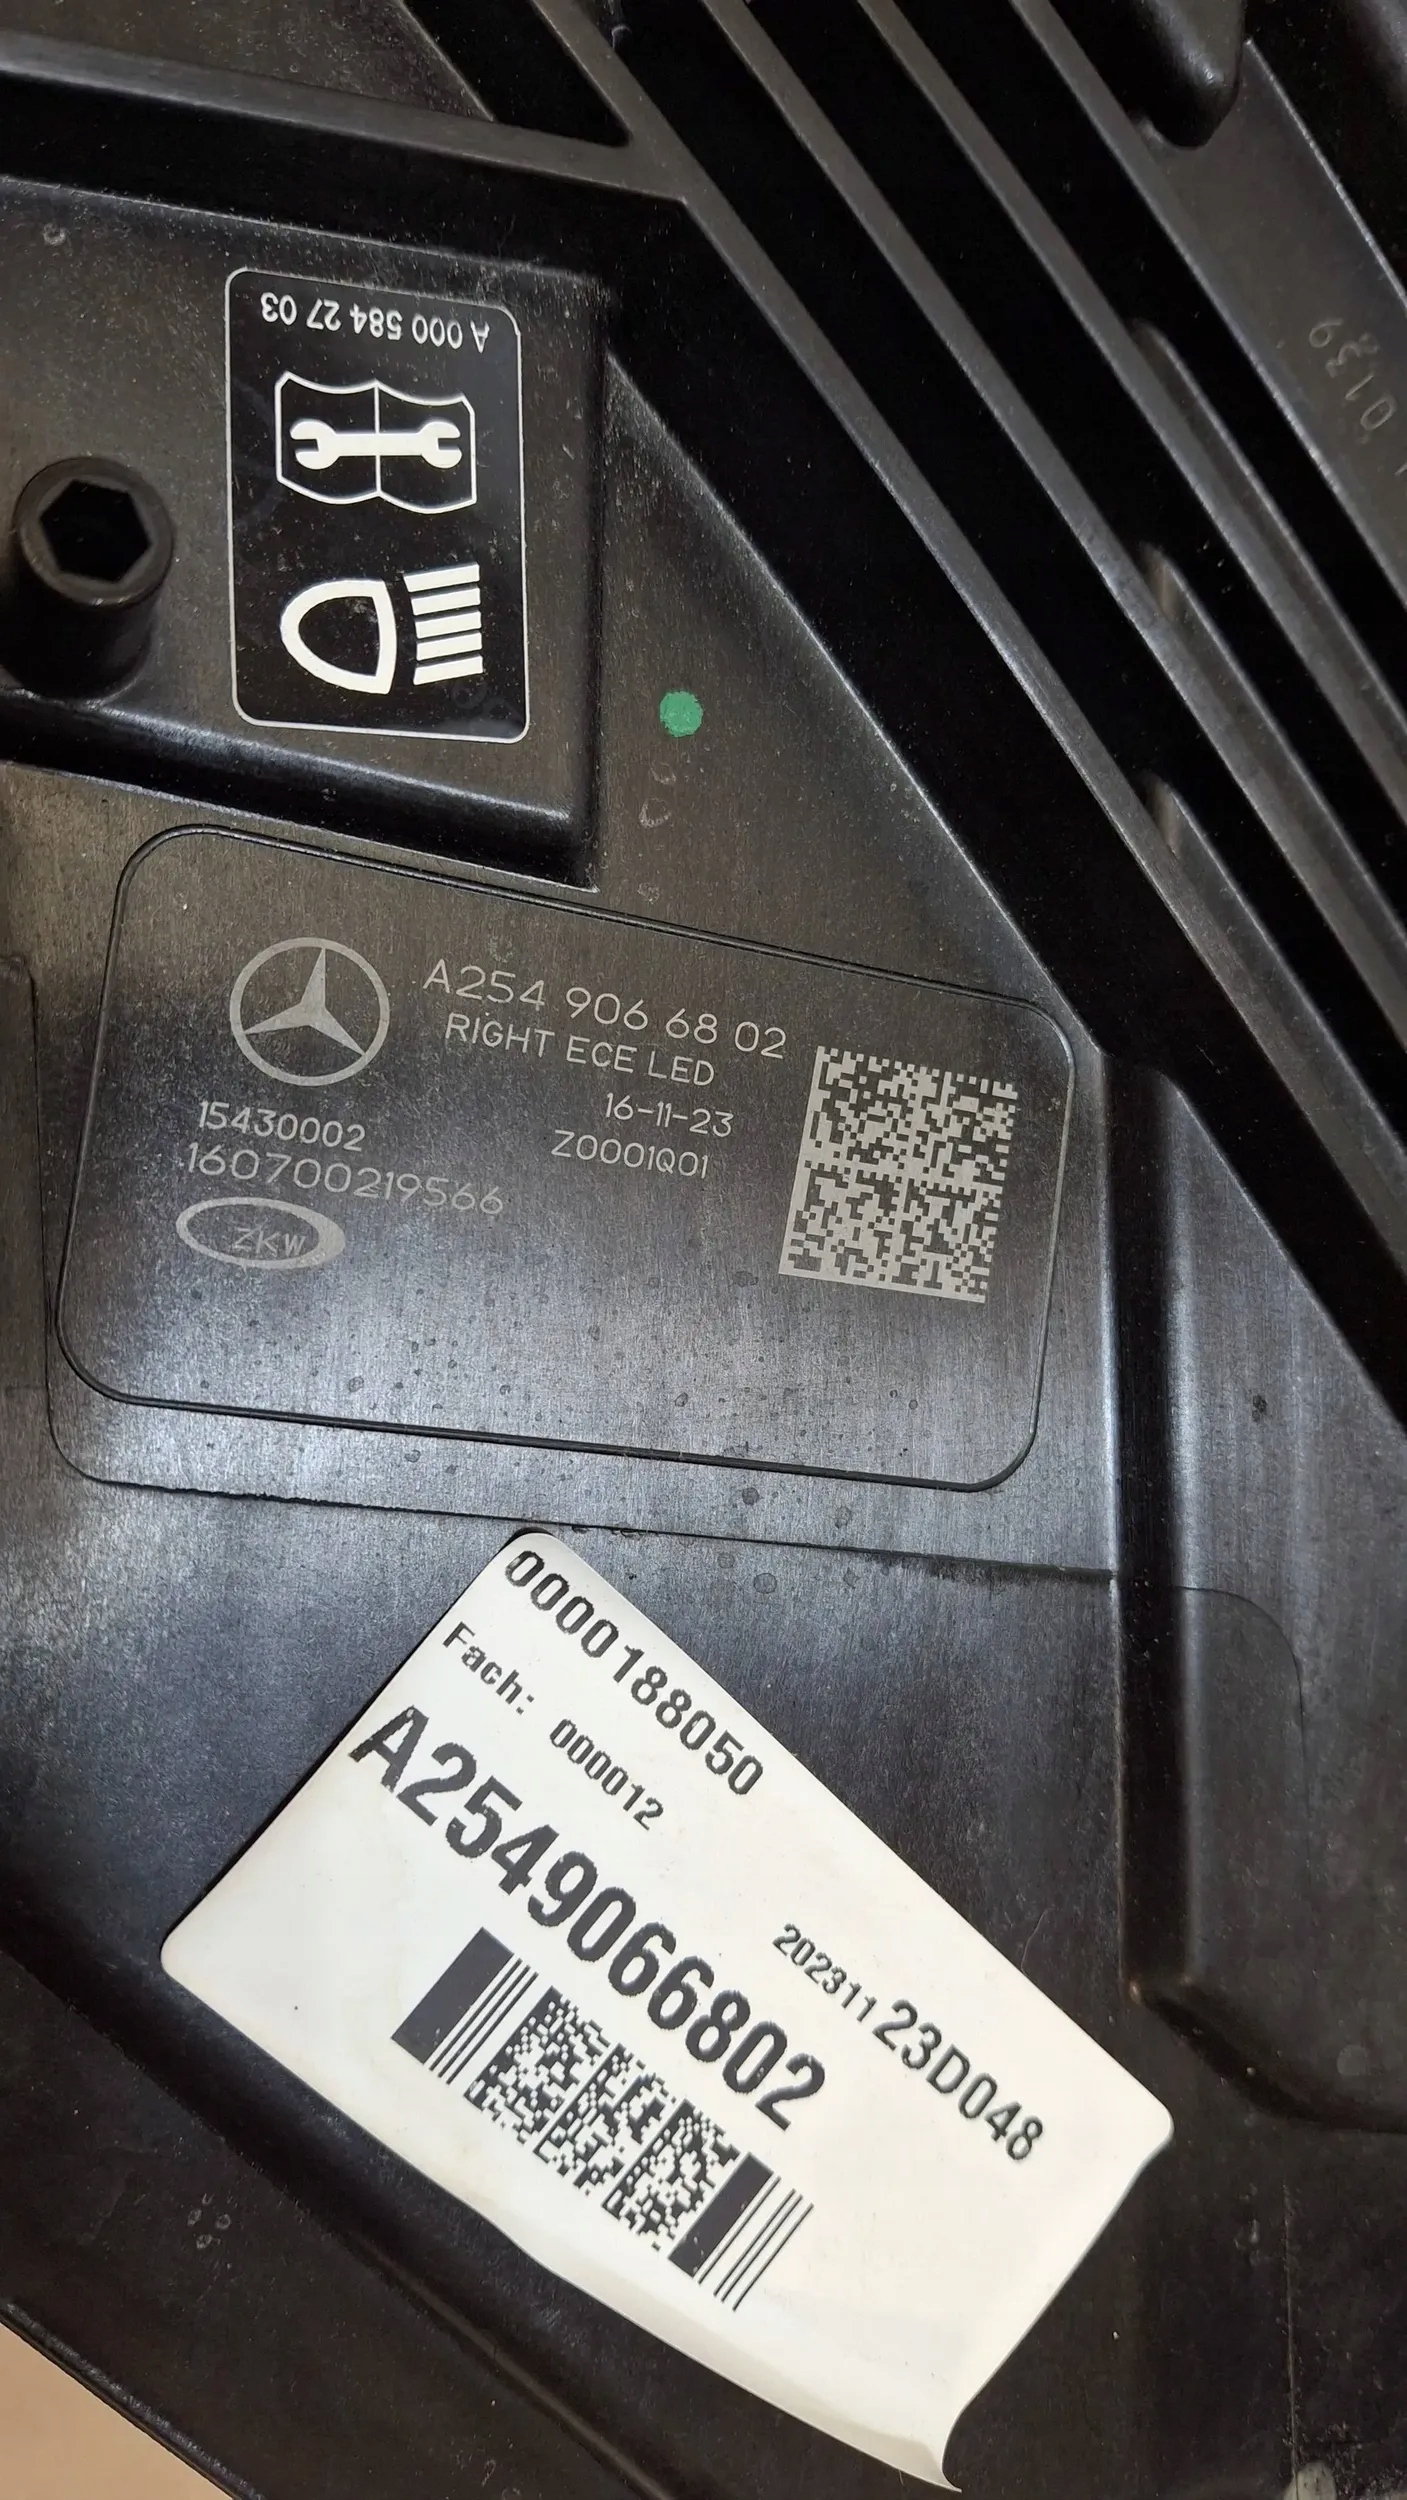 A 000 584 27 03
0139
A254 906 68 02
RIGHT ECE LED
16-11-23
Z0001Q01
15430002
160700219566
ZKW
0000188050
Fach: 000012
A2549066802
20231123D048